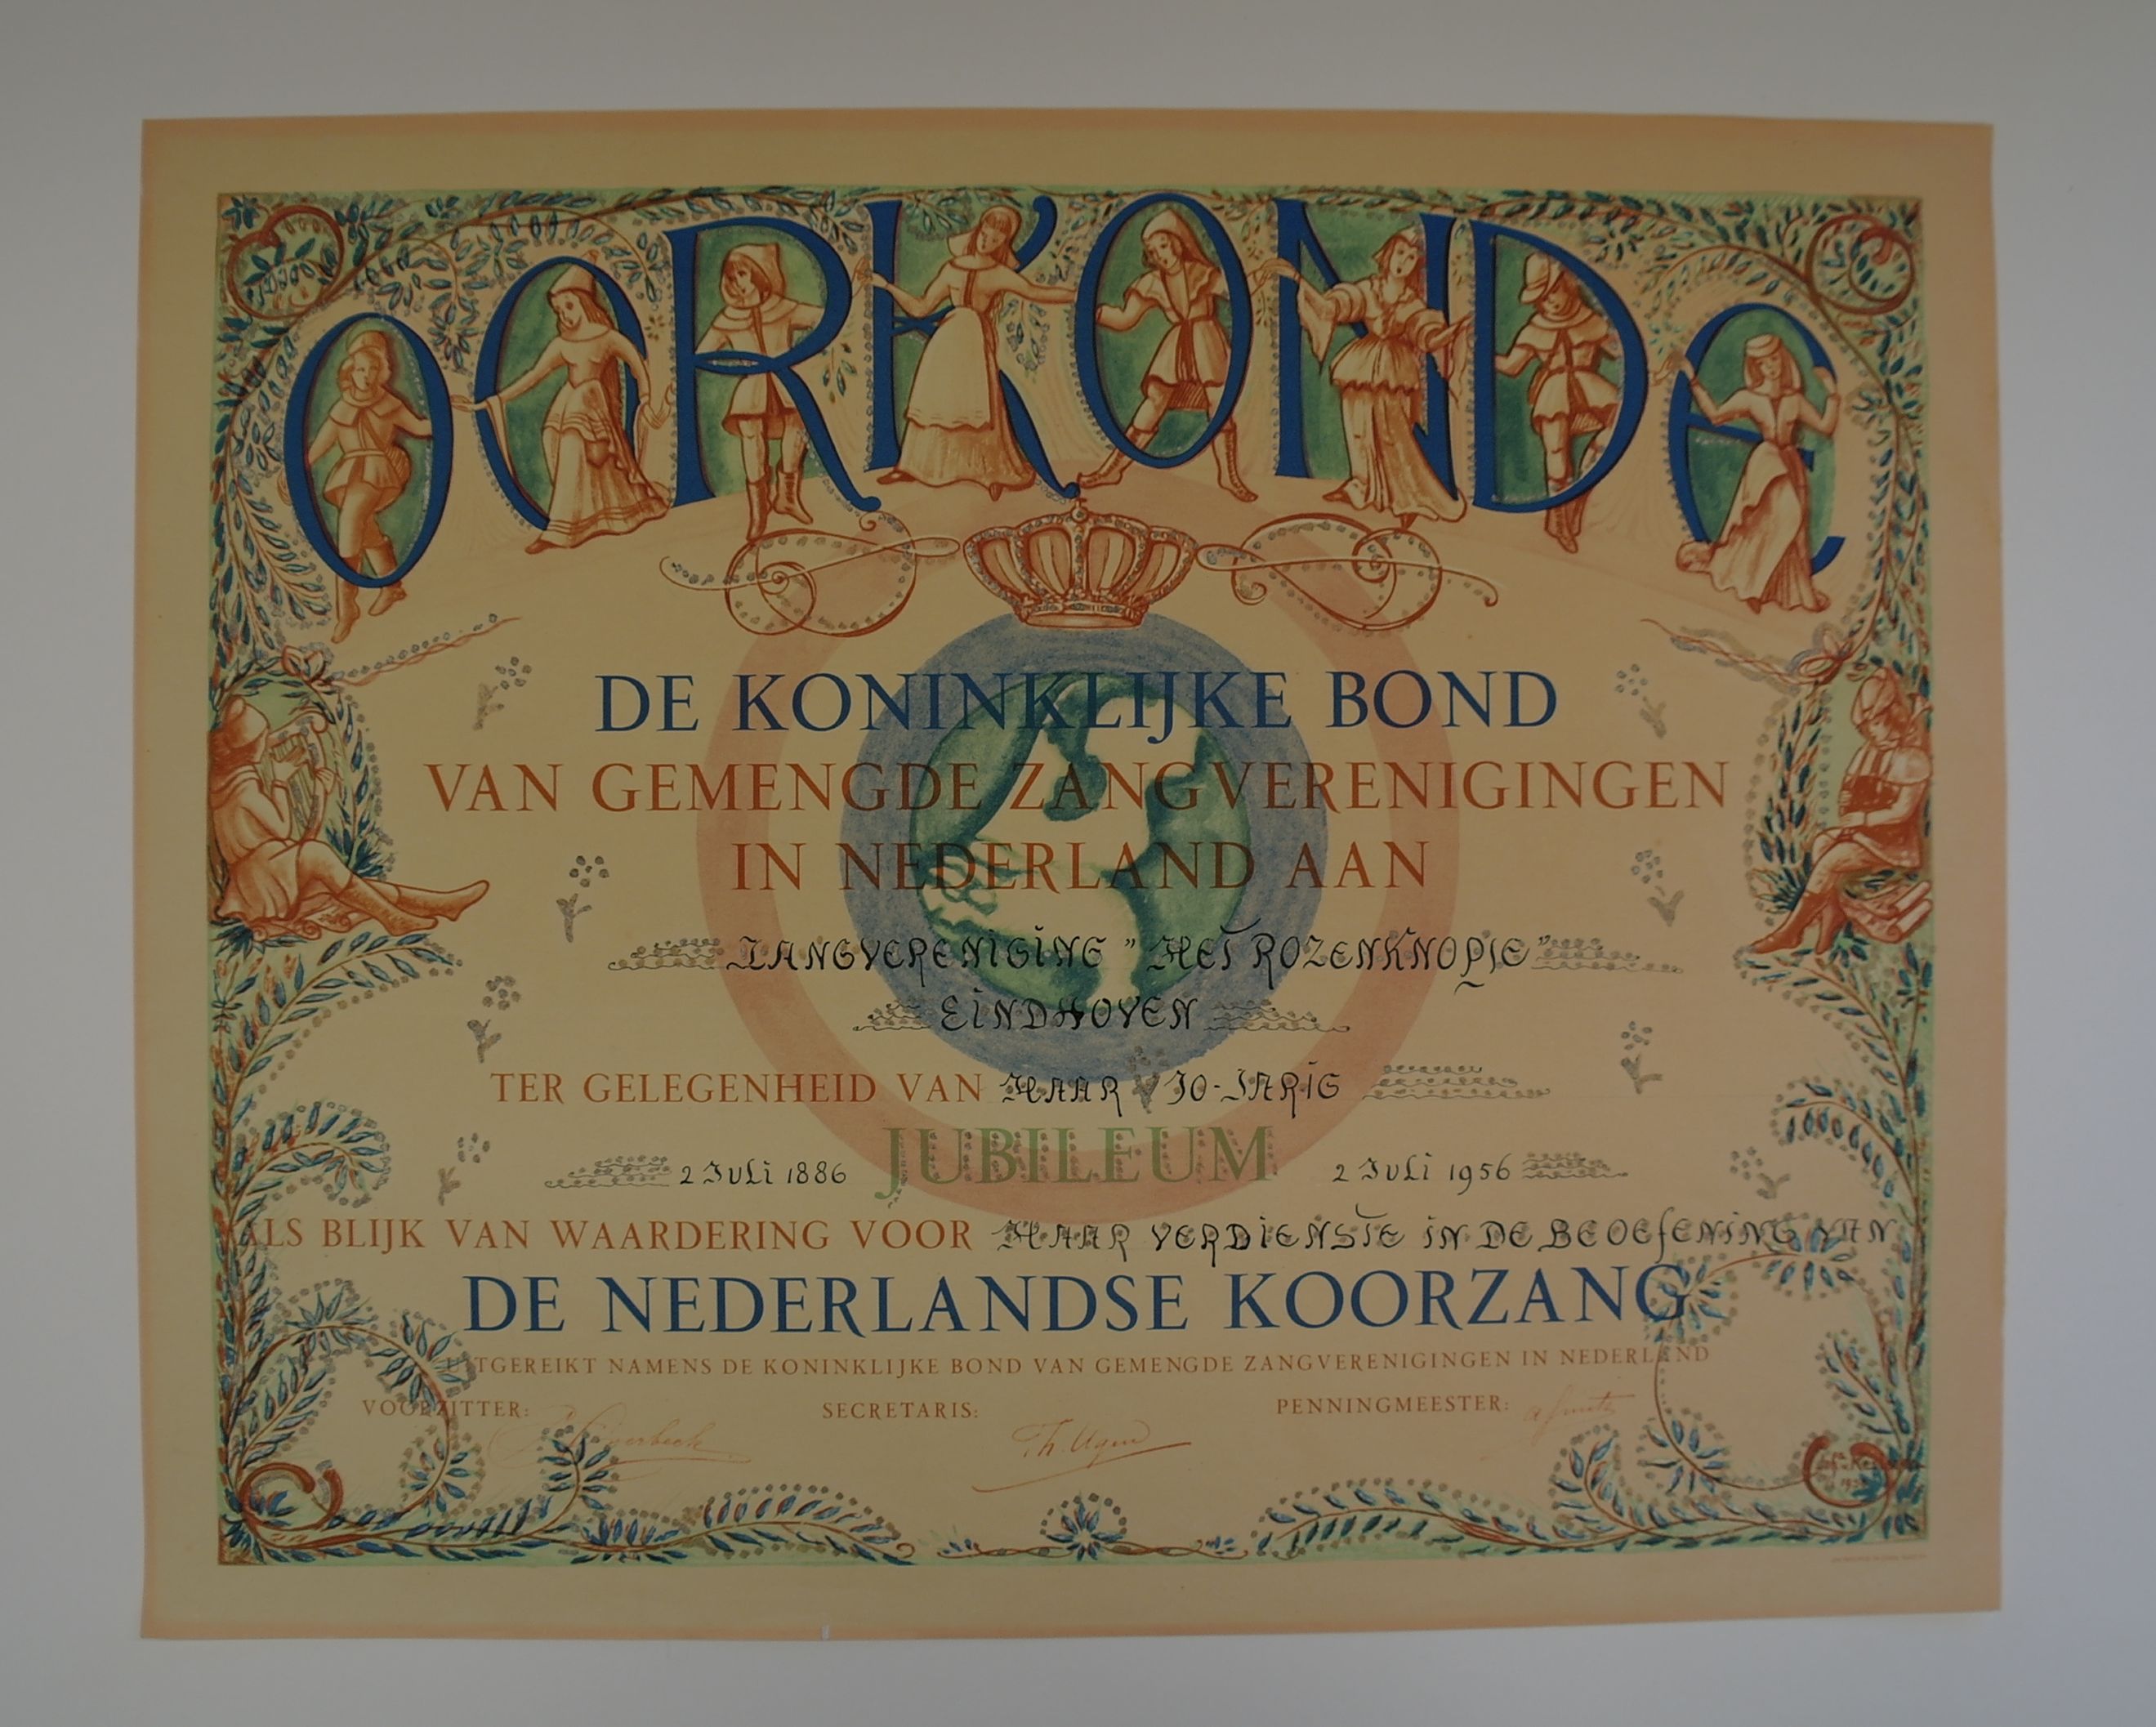 OORKONDE
DE KONINKLIJKE BOND
VAN GEMENGDE ZANGVERENIGINGEN
IN NEDERLAND AAN
ZANGVERENIGING "HET ROZENKNOPJE"
EINDHOVEN
TER GELEGENHEID VAN HAAR 70-JARIG
JUBILEUM
2 JULI 1886 2 JULI 1956
ALS BLIJK VAN WAARDERING VOOR HAAR VERDIENSTE IN DE BEOEFENING VAN
DE NEDERLANDSE KOORZANG
UITGEREIKT NAMENS DE KONINKLIJKE BOND VAN GEMENGDE ZANGVERENIGINGEN IN NEDERLAND
VOORZITTER: SECRETARIS: PENNINGMEESTER: